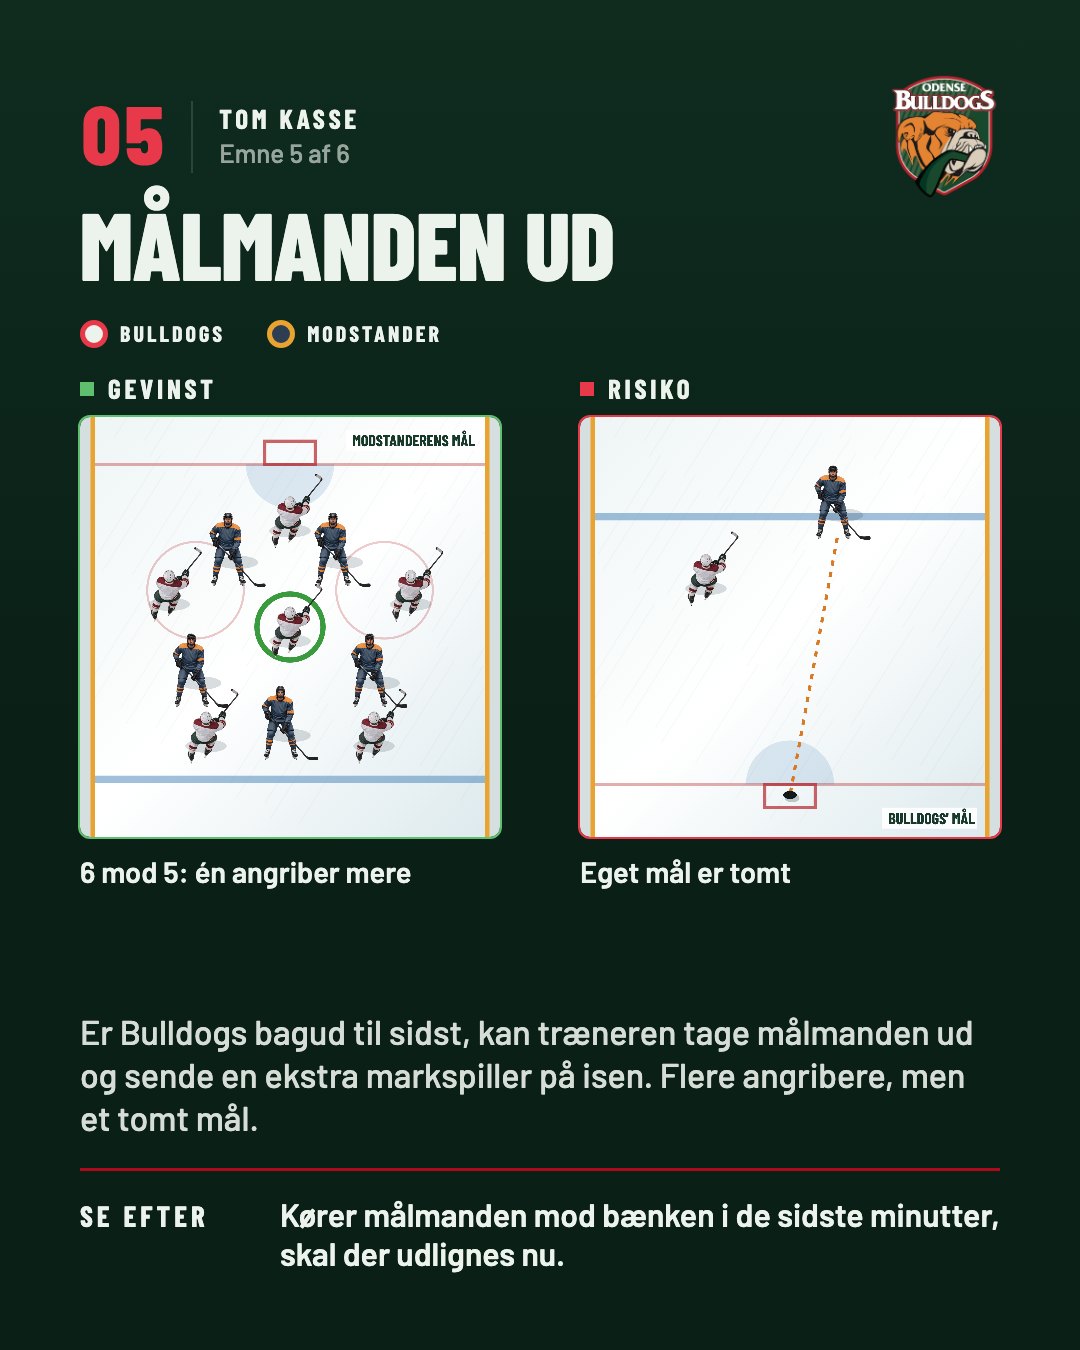 05
TOM KASSE
Emne 5 af 6
ODENSE
BULLDOGS
MÅLMANDEN UD
BULLDOGS
MODSTANDER
GEVINST
MODSTANDERENS MÅL
6 mod 5: én angriber mere
RISIKO
BULLDOGS' MÅL
Eget mål er tomt
Er Bulldogs bagud til sidst, kan træneren tage målmanden ud
og sende en ekstra markspiller på isen. Flere angribere, men
et tomt mål.
SE EFTER
Kører målmanden mod bænken i de sidste minutter,
skal der udlignes nu.